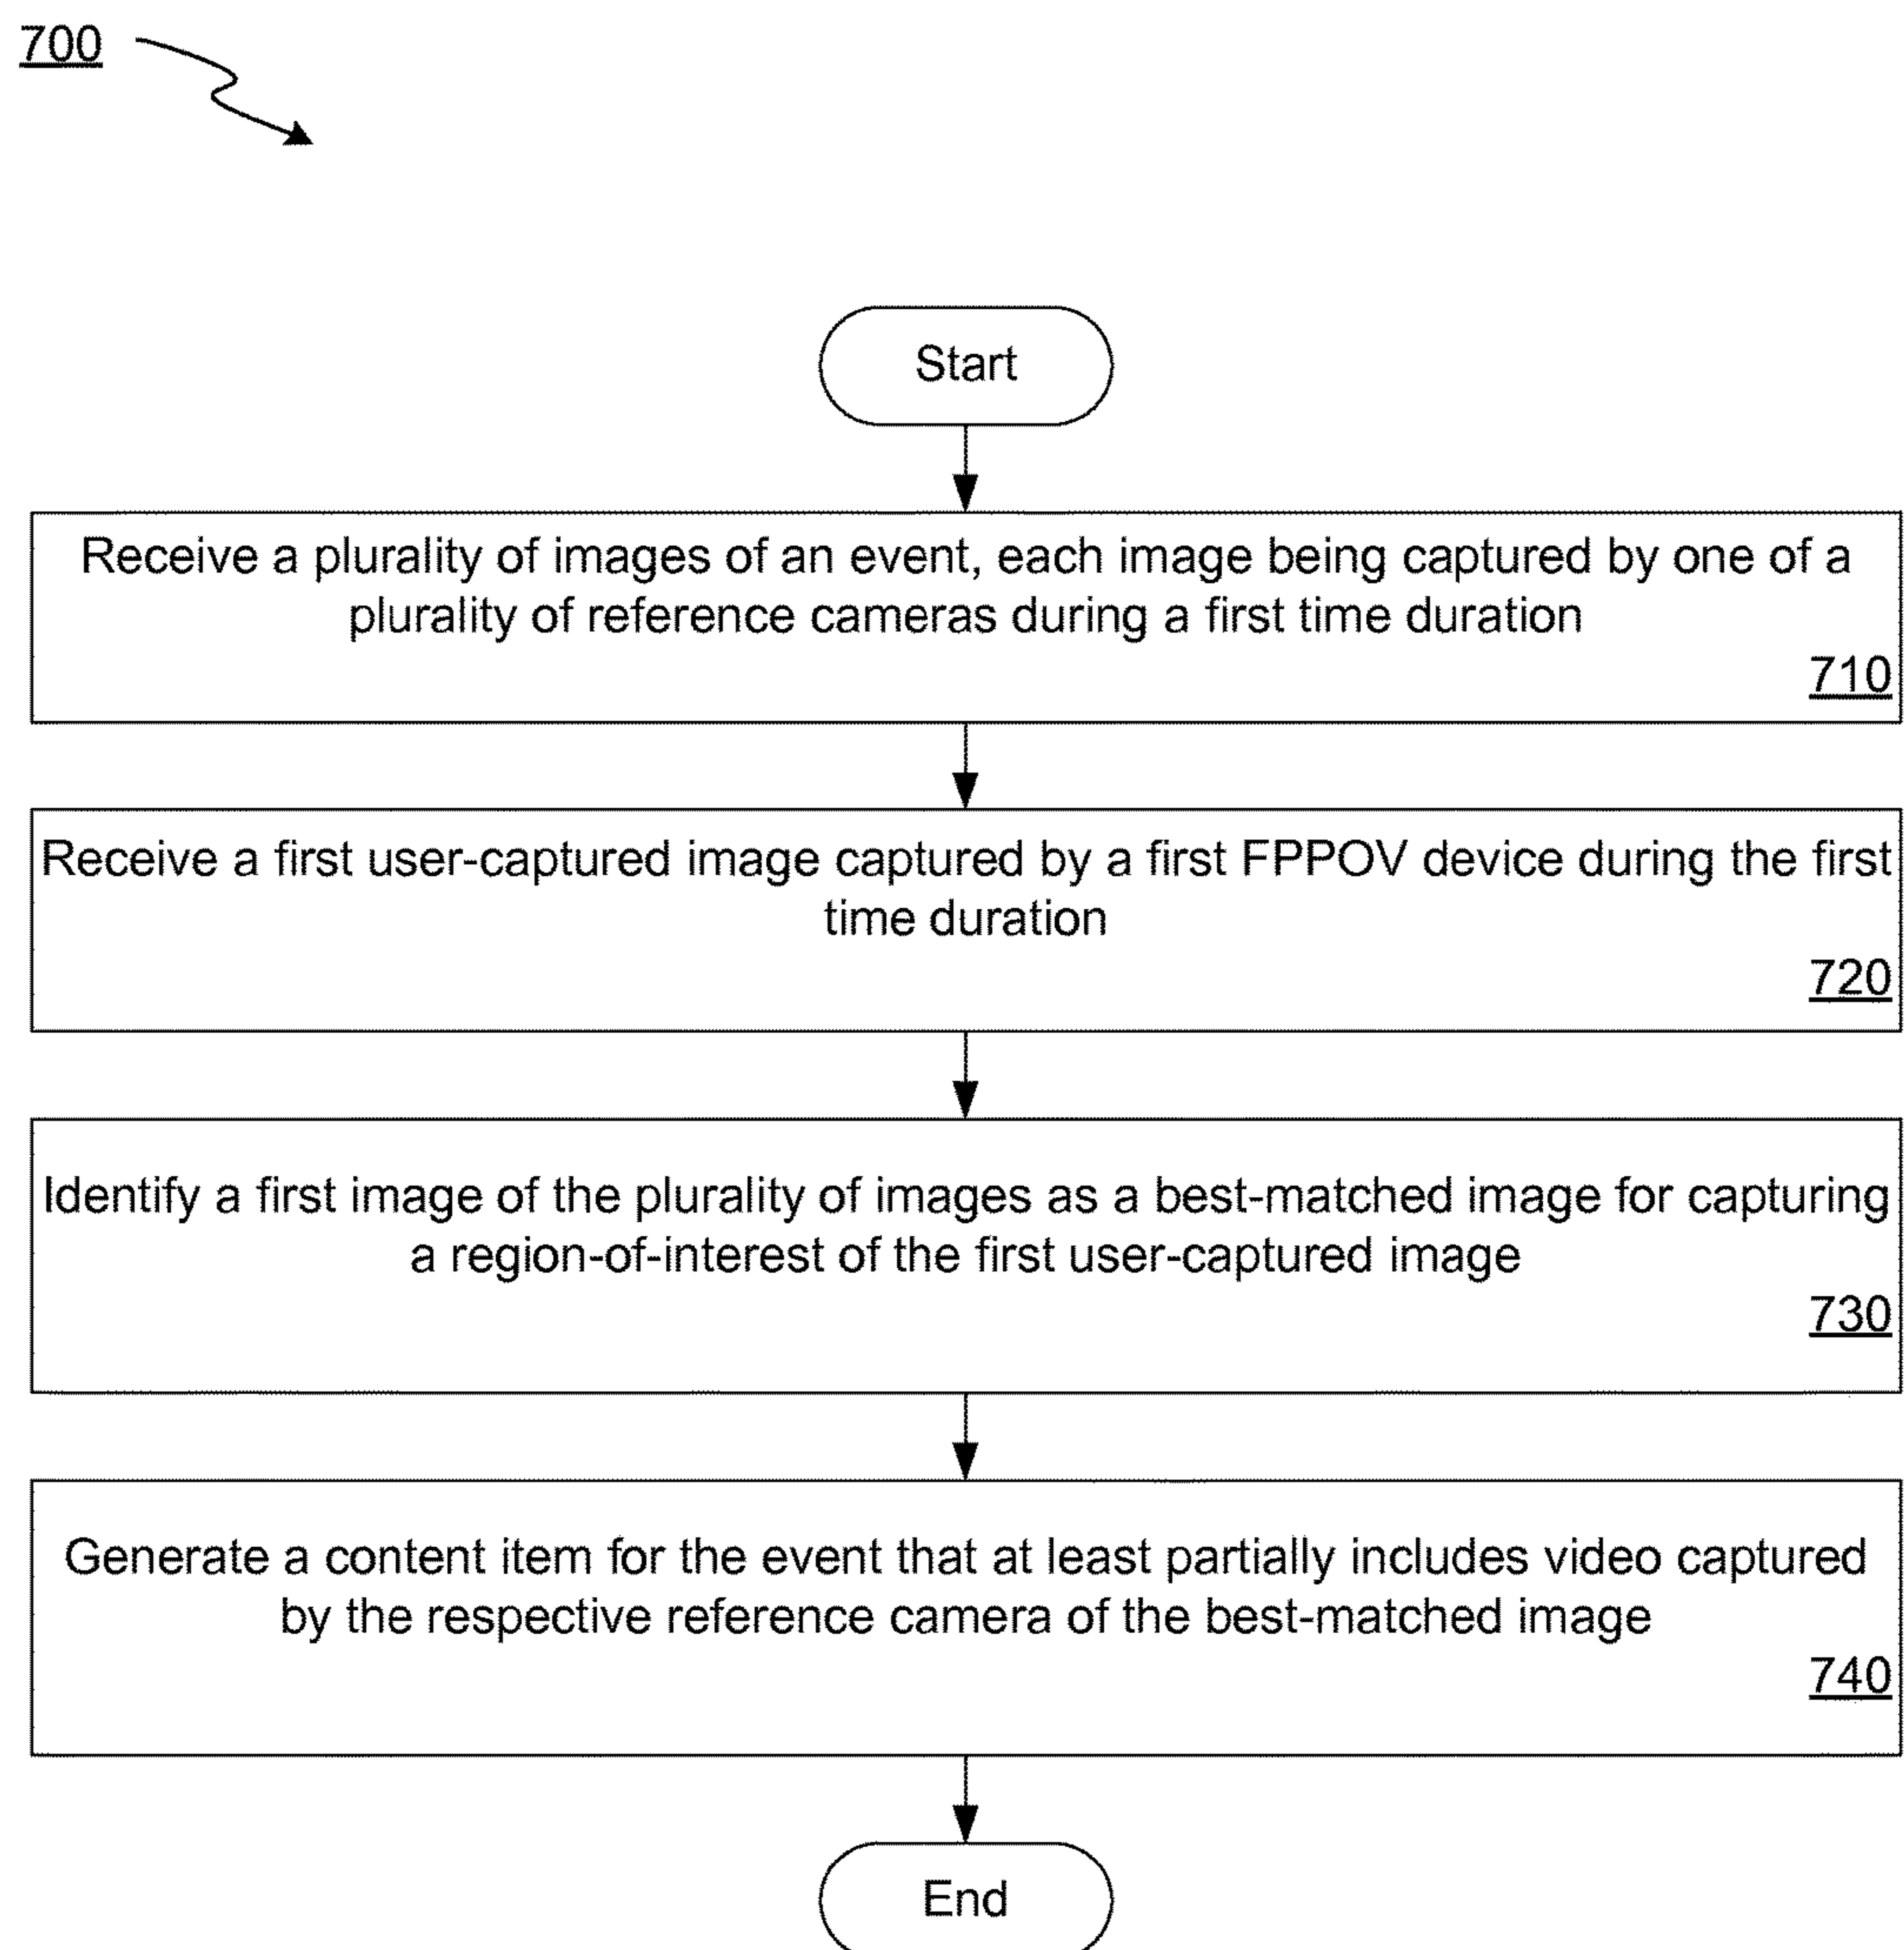 700
Start
Receive a plurality of images of an event, each image being captured by one of a
plurality of reference cameras during a first time duration
710
Receive a first user-captured image captured by a first FPPOV device during the first
time duration
720
Identify a first image of the plurality of images as a best-matched image for capturing
a region-of-interest of the first user-captured image
730
Generate a content item for the event that at least partially includes video captured
by the respective reference camera of the best-matched image
740
End